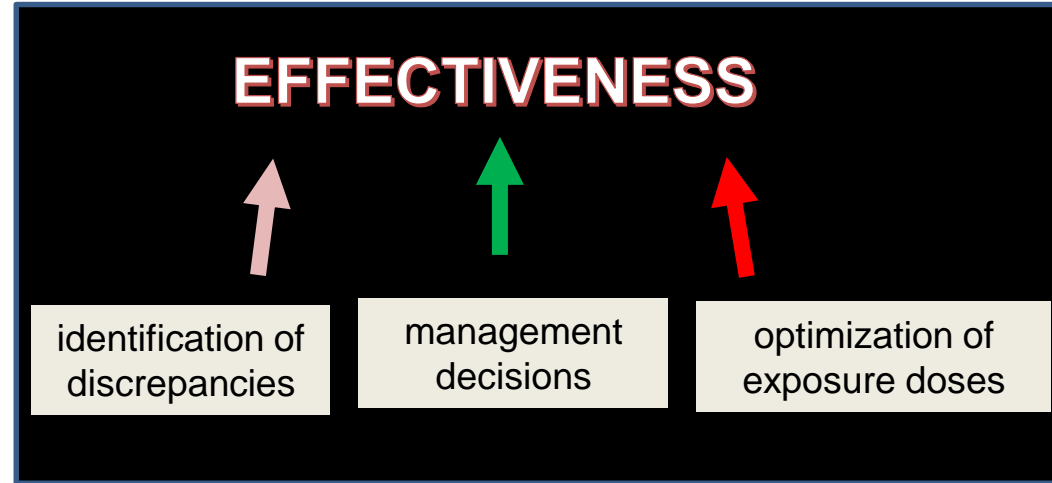 EFFECTIVENESS
identification of
discrepancies
management
decisions
optimization of
exposure doses